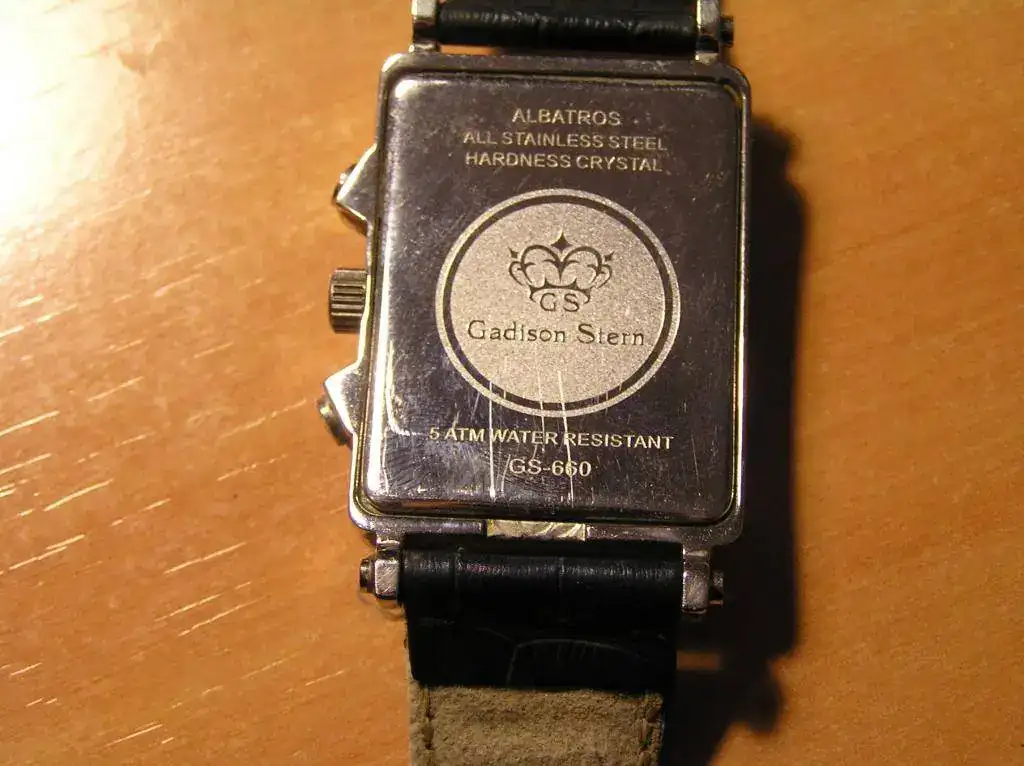 ALBATROS
ALL STAINLESS STEEL
HARDNESS CRYSTAL
GS
Gadison Stern
5 ATM WATER RESISTANT
GS-660